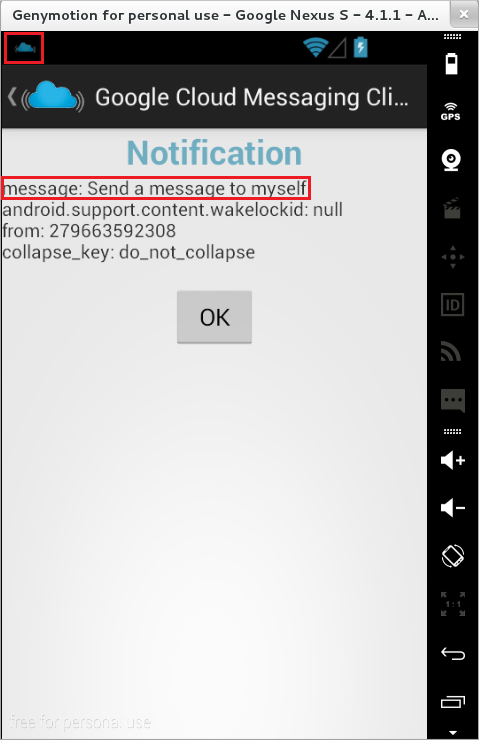 Genymotion for personal use – Google Nexus S – 4.1.1 – A...
Google Cloud Messaging Cli...
Notification
message: Send a message to myself
android.support.content.wakelockid: null
from: 279663592308
collapse_key: do_not_collapse
OK
free for personal use
GPS
ID
1:1